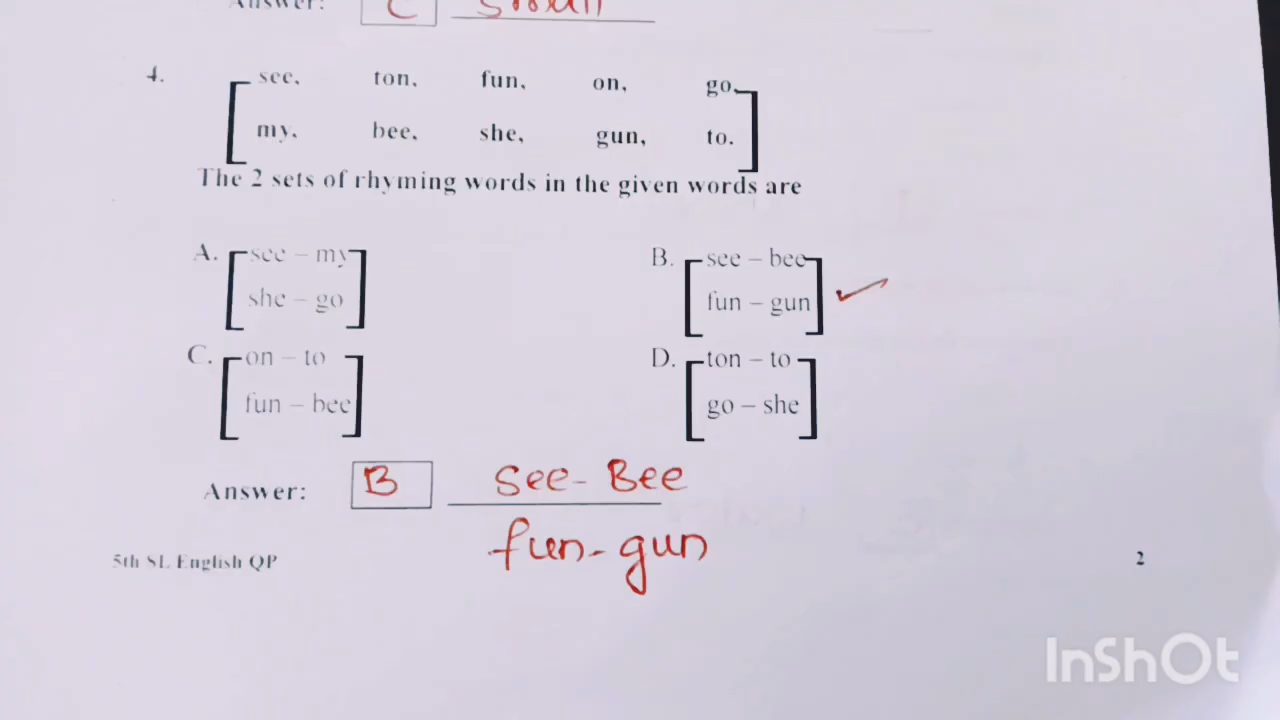 Answer: C Small
4. see, ton, fun, on, go,
my, bee, she, gun, to.
The 2 sets of rhyming words in the given words are
A. see – my B. see – bee
she – go fun – gun
C. on – to D. ton – to
fun – bee go – she
Answer: B See - Bee
fun - gun
5th SL English QP 2
InShOt